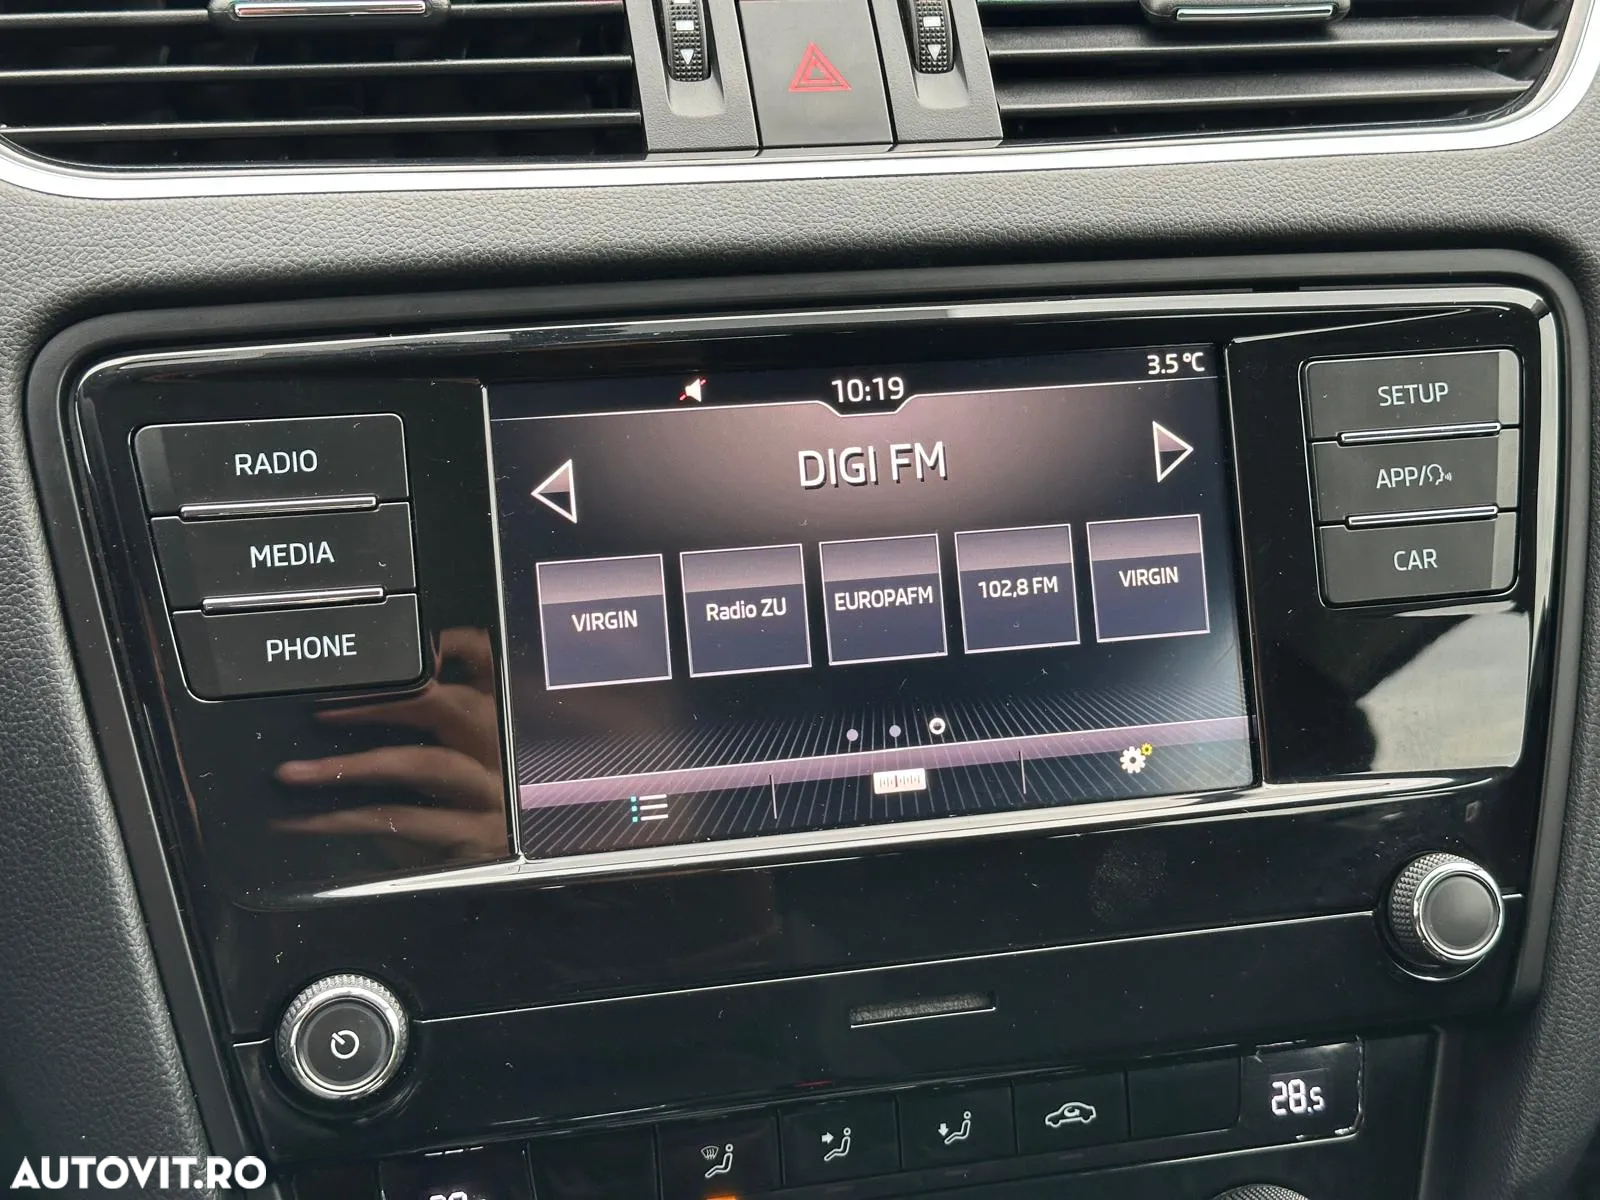 3.5 °C
10:19
SETUP
RADIO
DIGI FM
APP/
MEDIA
VIRGIN
Radio ZU
EUROPAFM
102,8 FM
VIRGIN
CAR
PHONE
28.5
AUTOVIT.RO